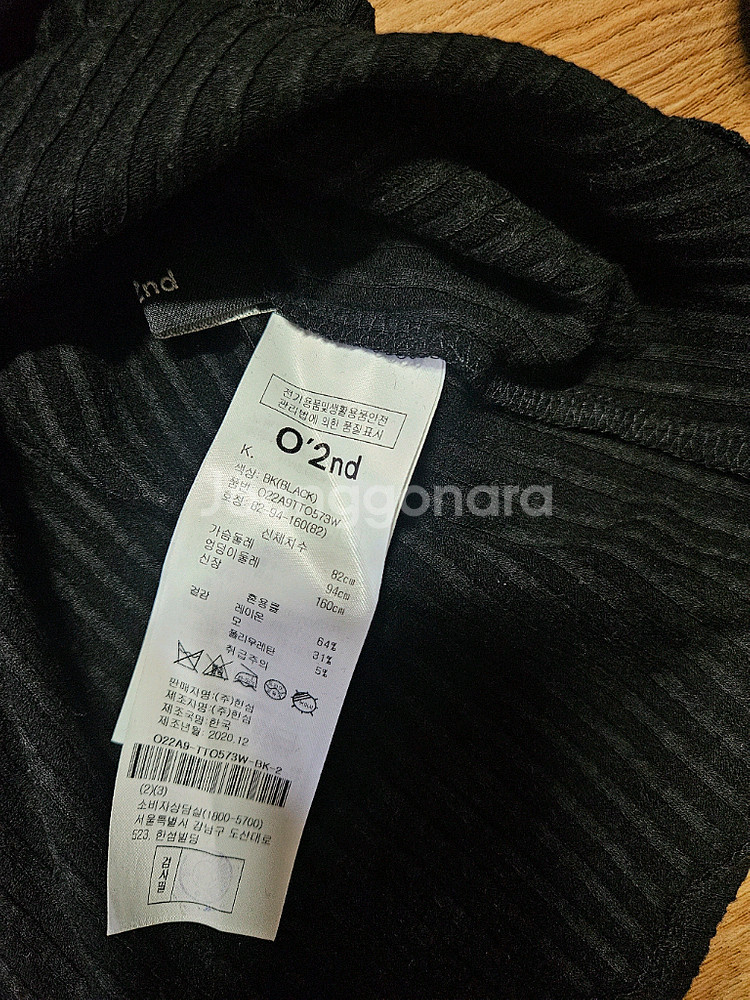 2nd
전기용품및생활용품안전
관리법에 의한 품질표시
K. O'2nd
색상: BK(BLACK)
품번: O22A9TTO573W
호칭: 82-94-160(82)
신체치수
가슴둘레 82cm
엉덩이둘레 94cm
신장 160cm
겉감 혼용률
레이온 64%
모 31%
폴리우레탄 5%
취급주의
판매자명:(주)한섬
제조자명:(주)한섬
제조국명:한국
제조년월: 2020.12
O22A9-TTO573W-BK-2
(2)(3)
소비자상담실(1800-5700)
서울특별시 강남구 도산대로
523, 한섬빌딩
검사필
Joonggonara